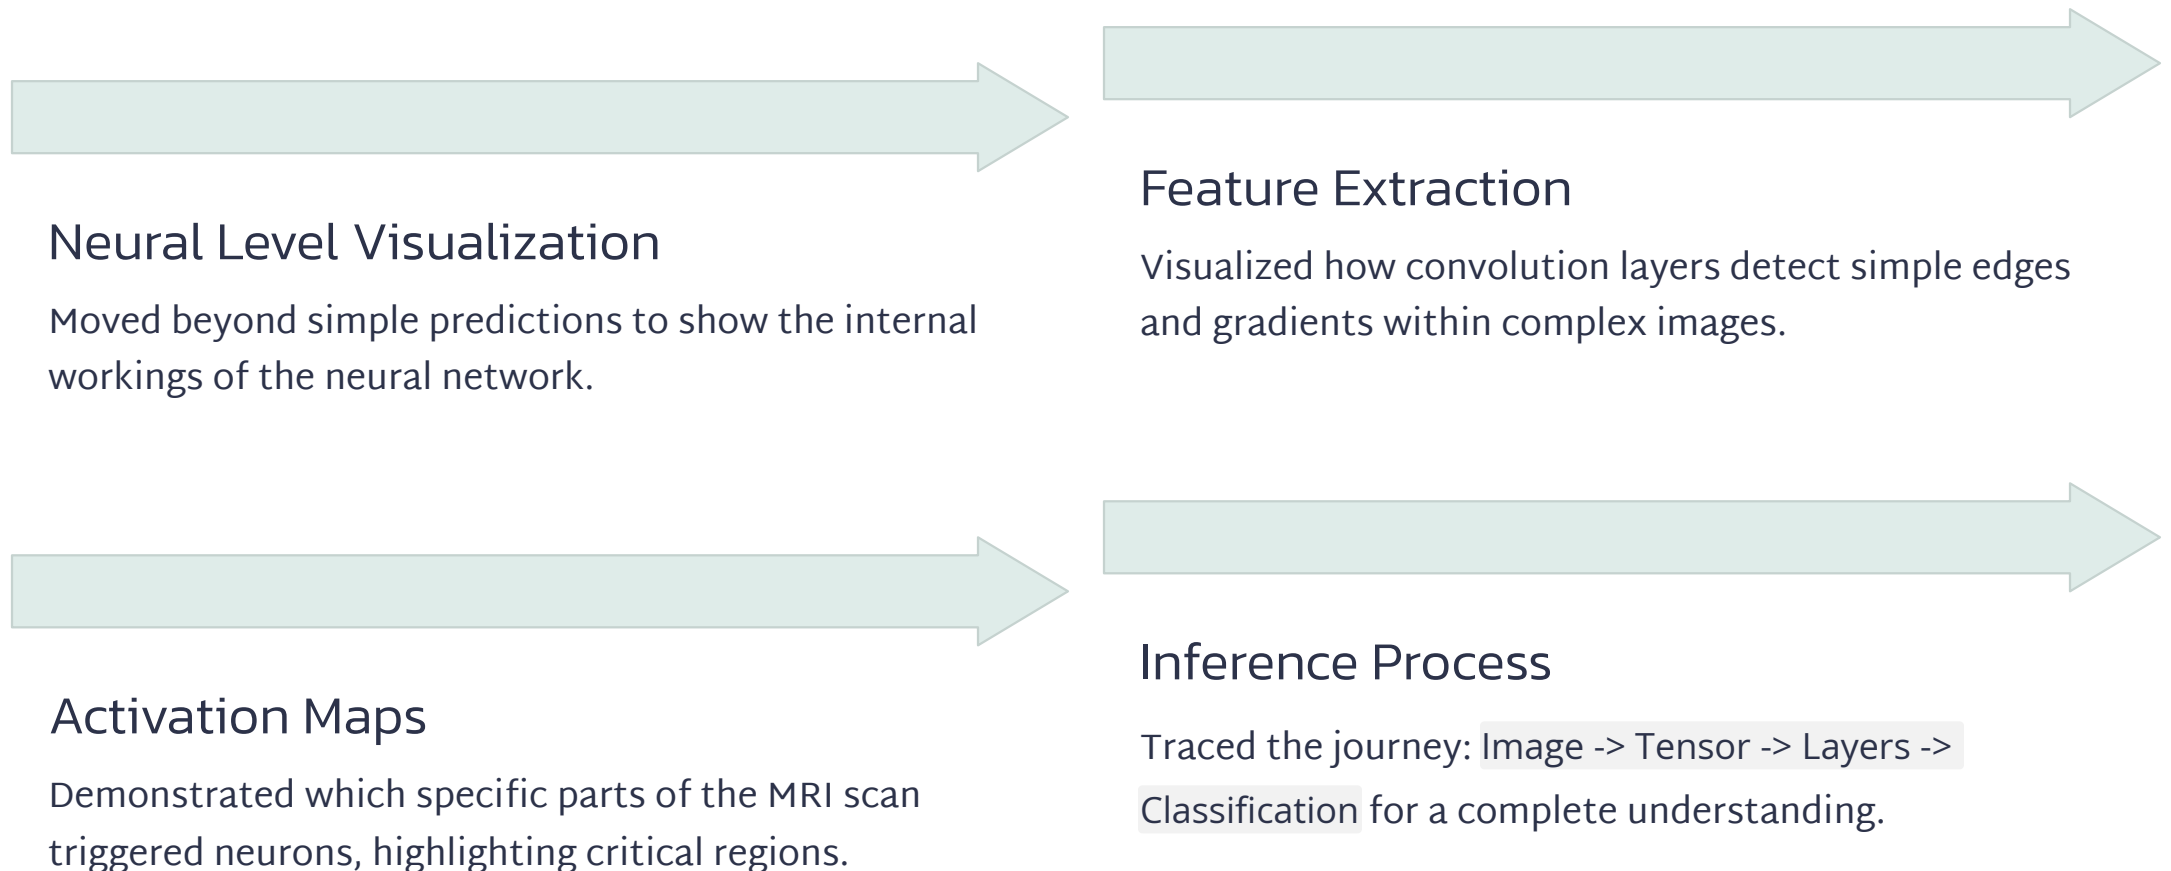 Neural Level Visualization
Moved beyond simple predictions to show the internal
workings of the neural network.
Feature Extraction
Visualized how convolution layers detect simple edges
and gradients within complex images.
Activation Maps
Demonstrated which specific parts of the MRI scan
triggered neurons, highlighting critical regions.
Inference Process
Traced the journey: Image -> Tensor -> Layers ->
Classification for a complete understanding.